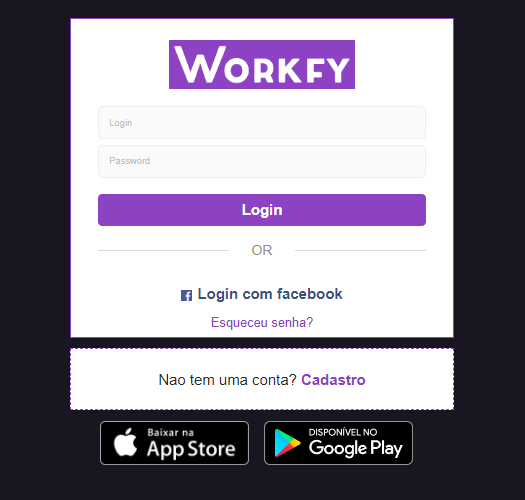 WORKFY
Login
Password
Login
OR
Login com facebook
Esqueceu senha?
Nao tem uma conta? Cadastro
Baixar na
App Store
DISPONÍVEL NO
Google Play